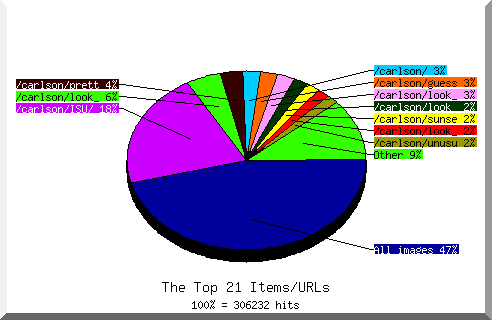 /carlson/ 3%
/carlson/guess 3%
/carlson/prett 4%
/carlson/look_ 3%
/carlson/look_ 6%
/carlson/look_ 2%
/carlson/ISU/ 18%
/carlson/sunse 2%
/carlson/look_ 2%
/carlson/unusu 2%
Other 9%
All images 47%
The Top 21 Items/URLs
100% = 306232 hits